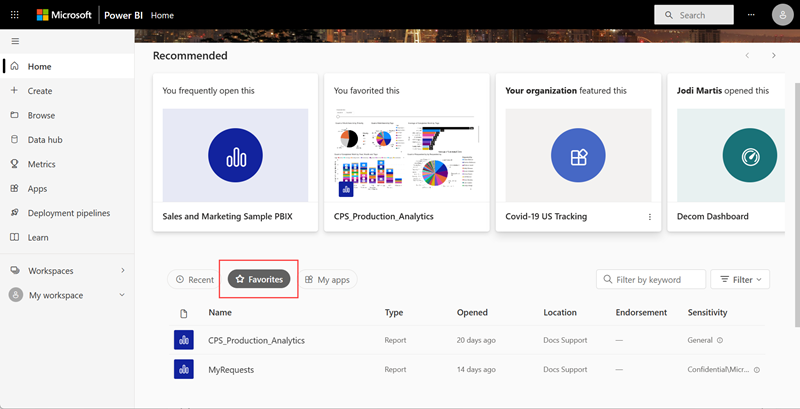 Microsoft Power BI Home Search ...
Home
Create
Browse
Data hub
Metrics
Apps
Deployment pipelines
Learn
Workspaces
My workspace
Recommended
You frequently open this
Sales and Marketing Sample PBIX
You favorited this
CPS_Production_Analytics
Your organization featured this
Covid-19 US Tracking
Jodi Martis opened this
Decom Dashboard
Recent Favorites My apps Filter by keyword Filter
Name Type Opened Location Endorsement Sensitivity
CPS_Production_Analytics Report 20 days ago Docs Support — General
MyRequests Report 14 days ago Docs Support — Confidential\Micr...